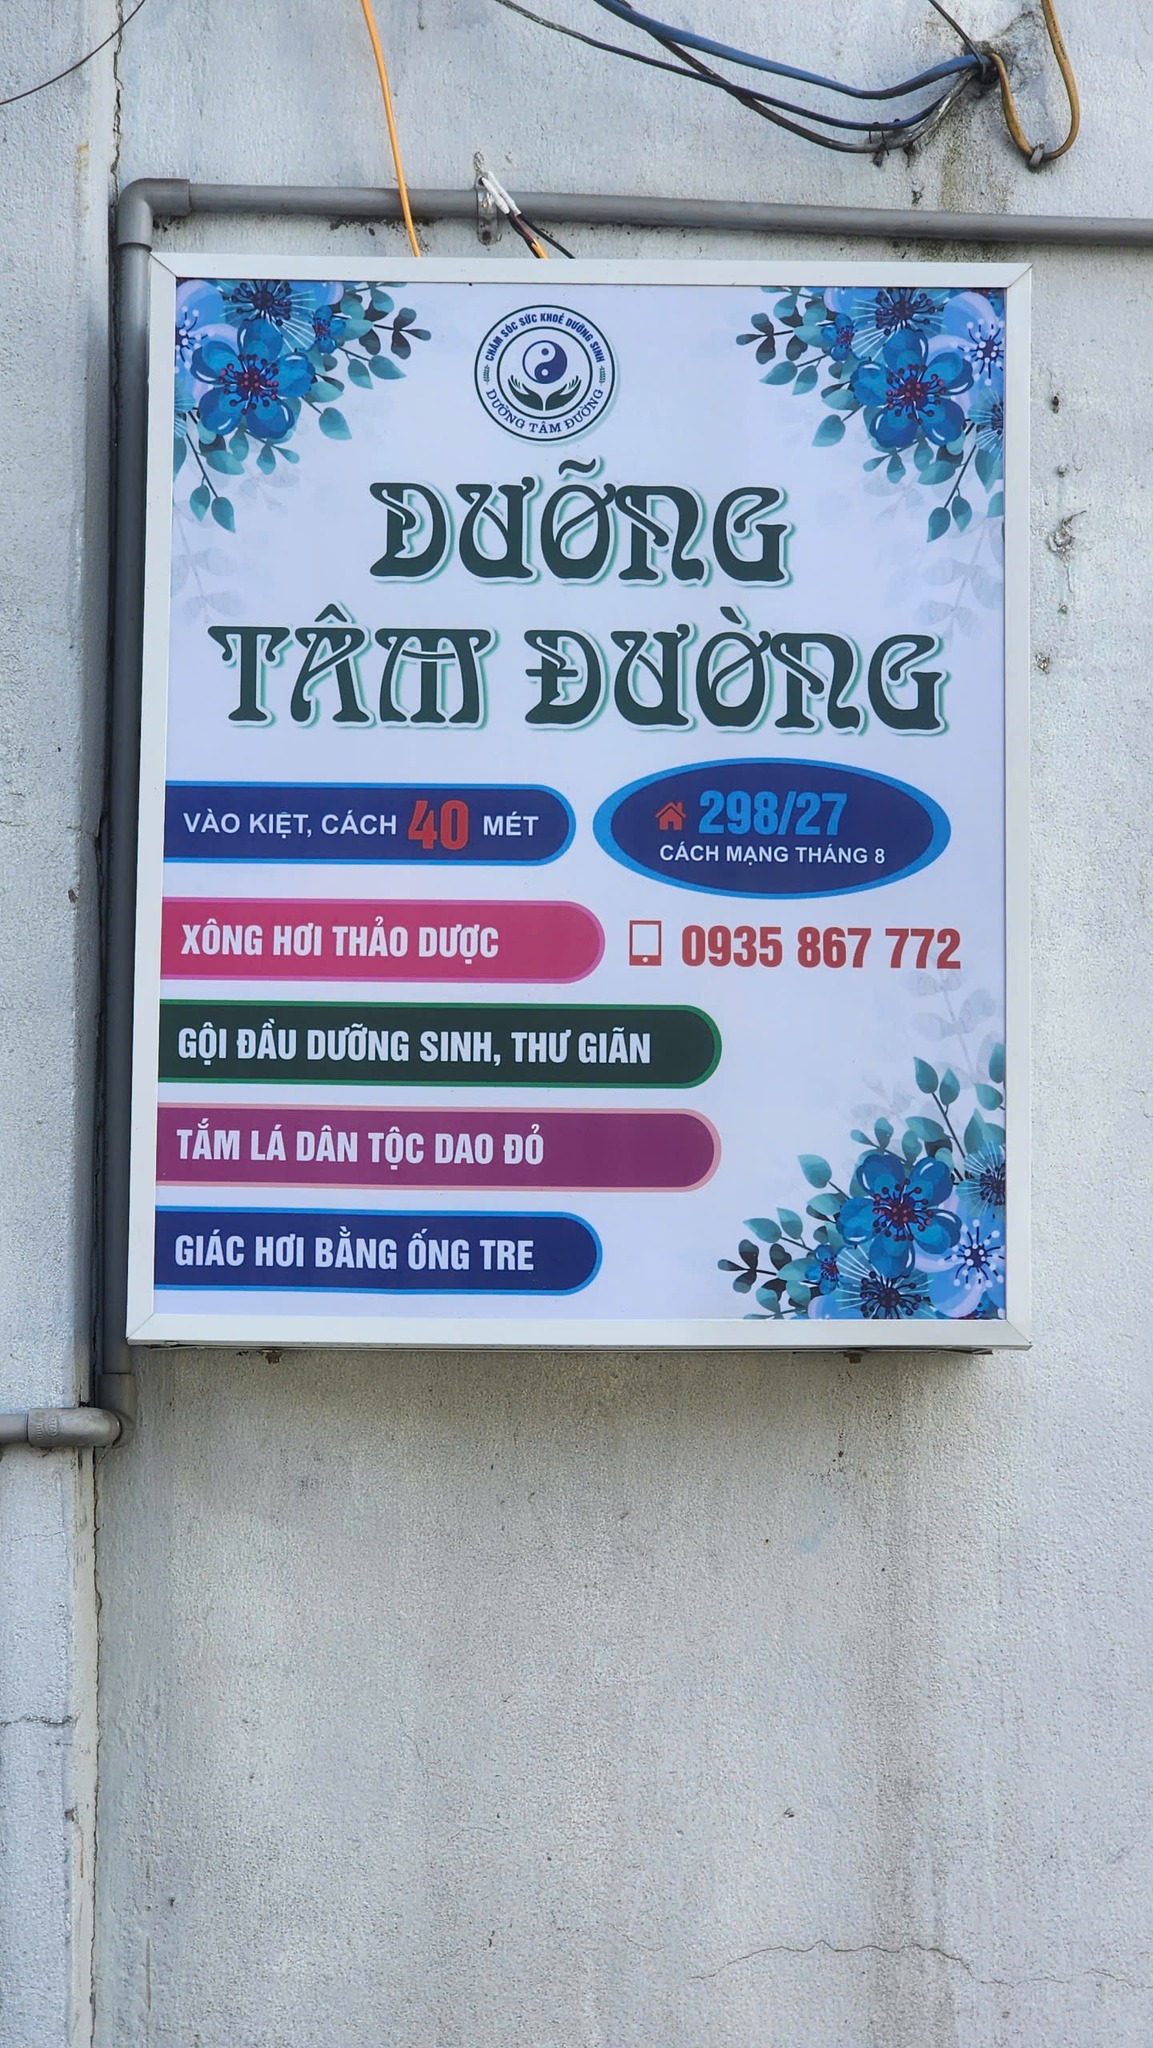 CHĂM SÓC SỨC KHOẺ DƯỠNG SINH
DƯỠNG TÂM ĐƯỜNG
DƯỠNG
TÂM ĐƯỜNG
VÀO KIỆT, CÁCH 40 MÉT
298/27
CÁCH MẠNG THÁNG 8
XÔNG HƠI THẢO DƯỢC
0935 867 772
GỘI ĐẦU DƯỠNG SINH, THƯ GIÃN
TẮM LÁ DÂN TỘC DAO ĐỎ
GIÁC HƠI BẰNG ỐNG TRE